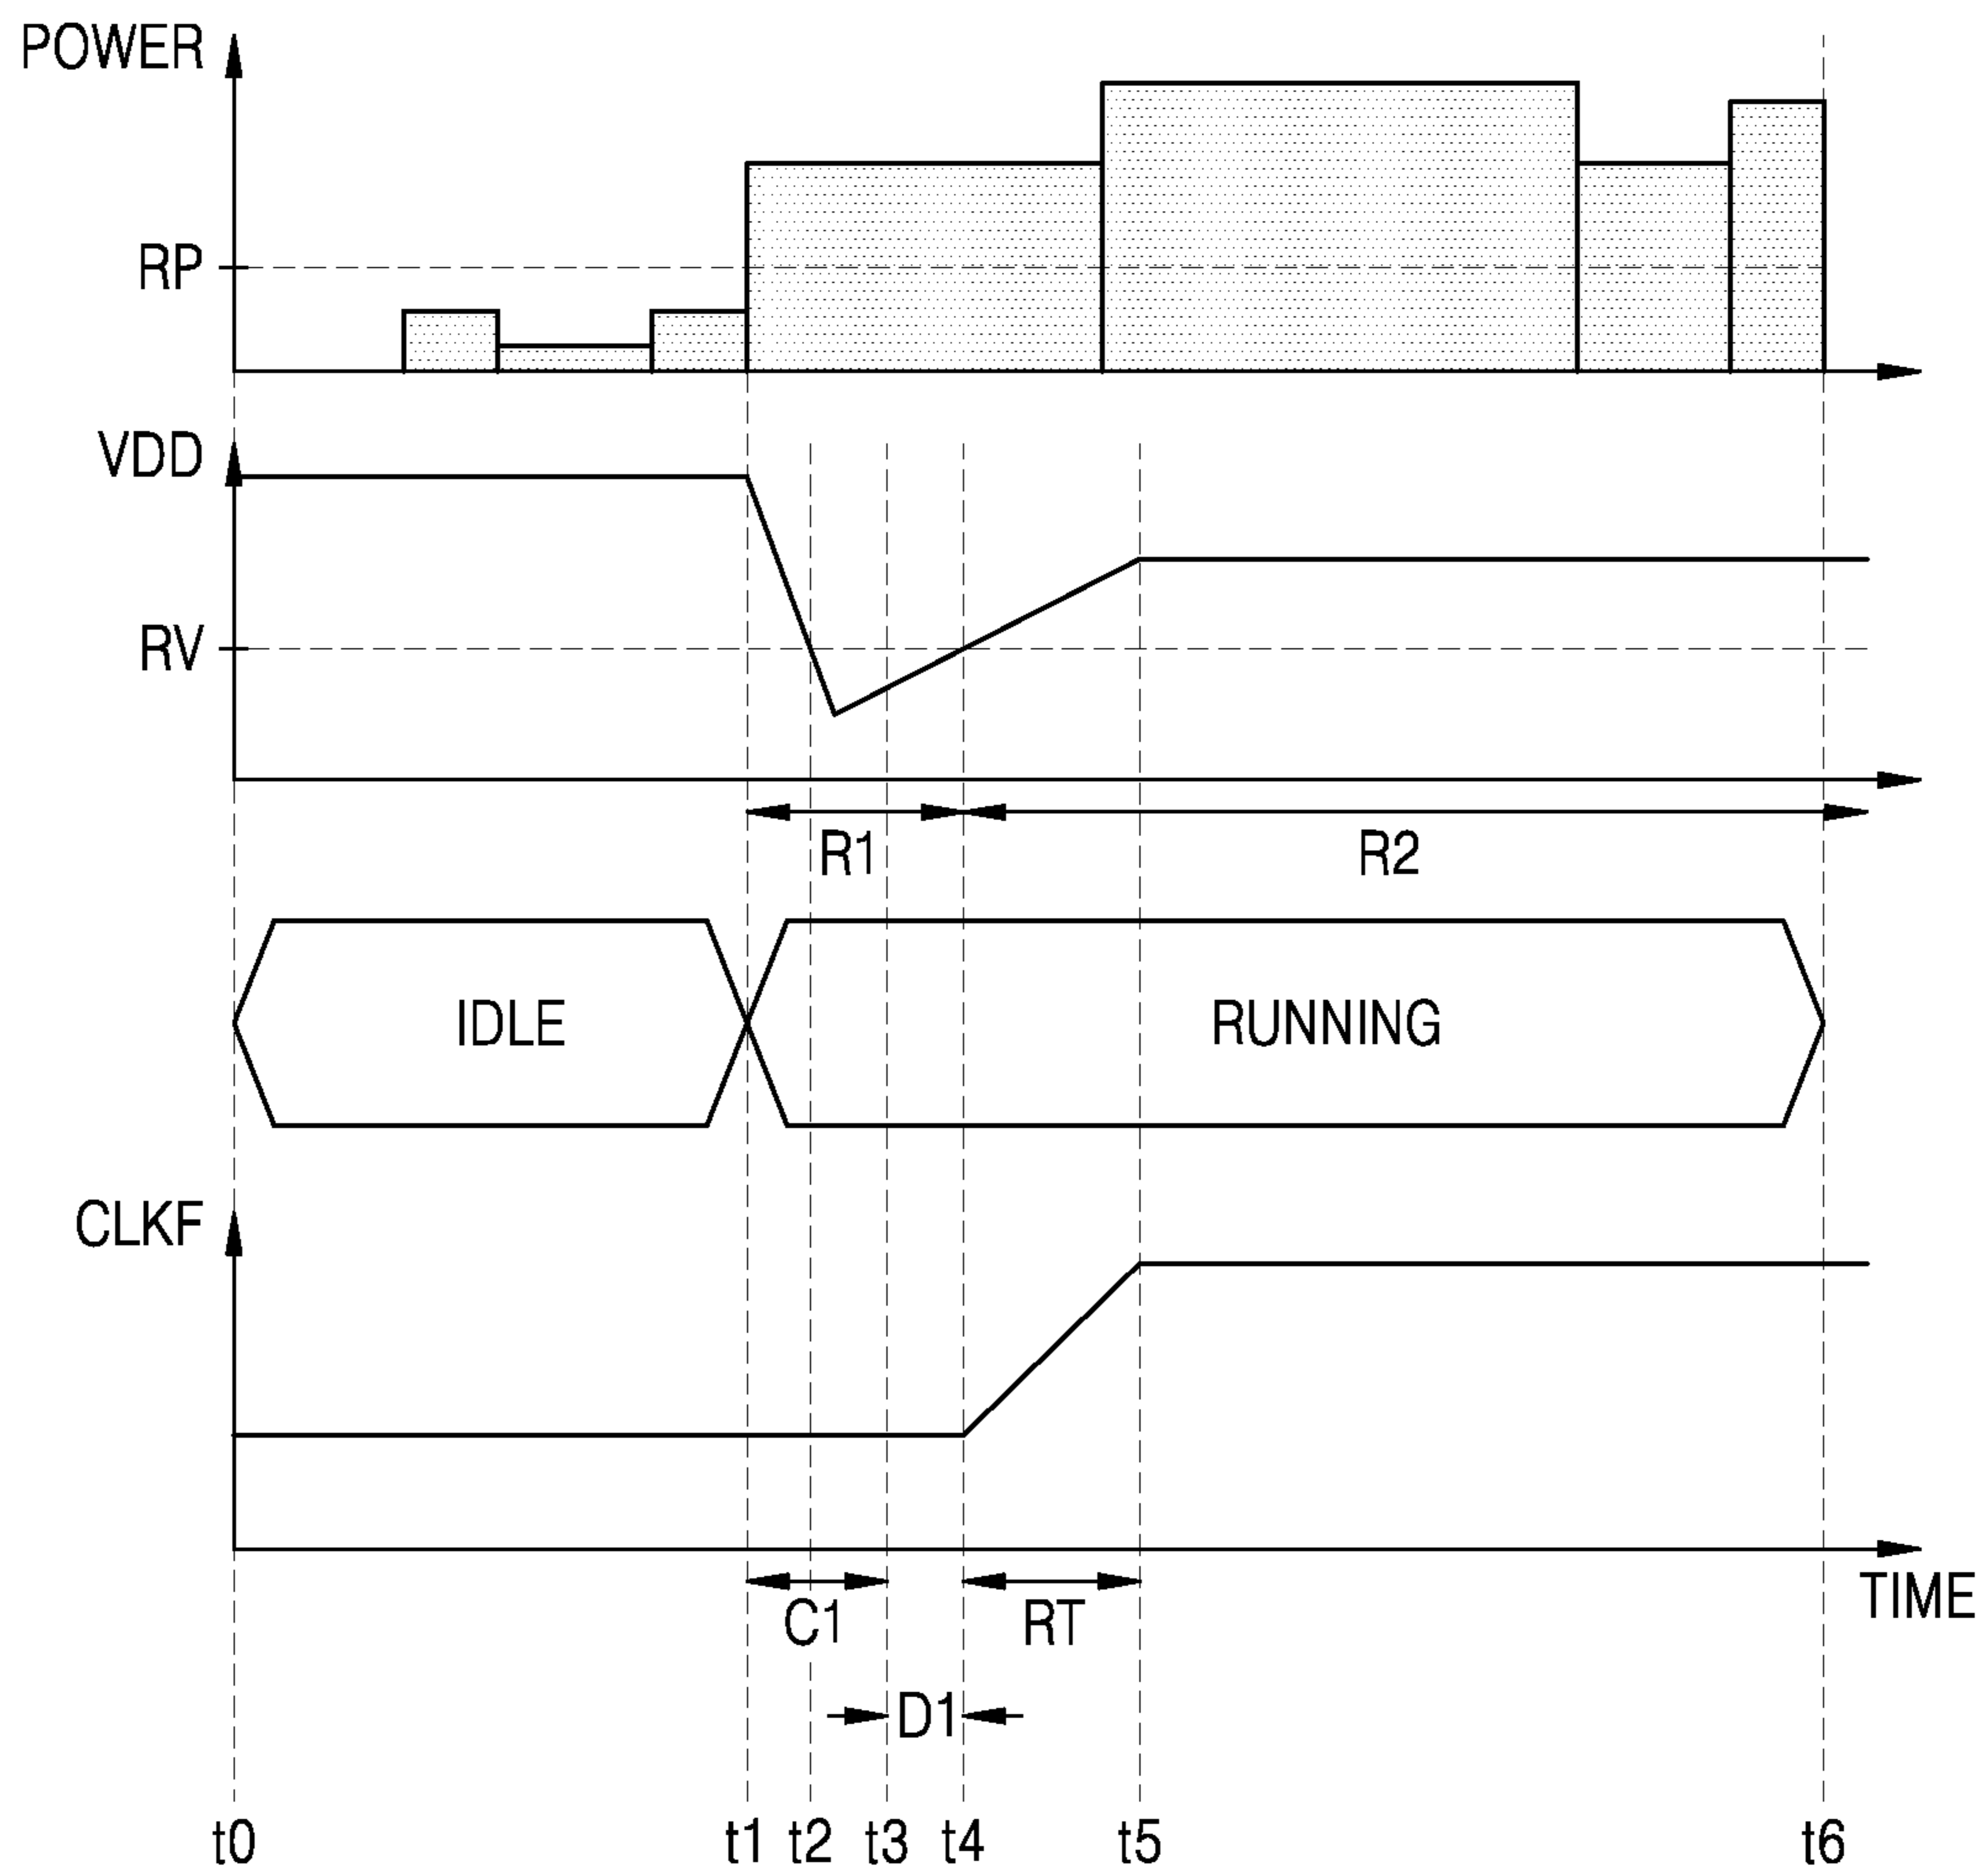 POWER
RP
VDD
RV
R1 R2
IDLE RUNNING
CLKF
TIME
C1 RT
D1
t0 t1 t2 t3 t4 t5 t6